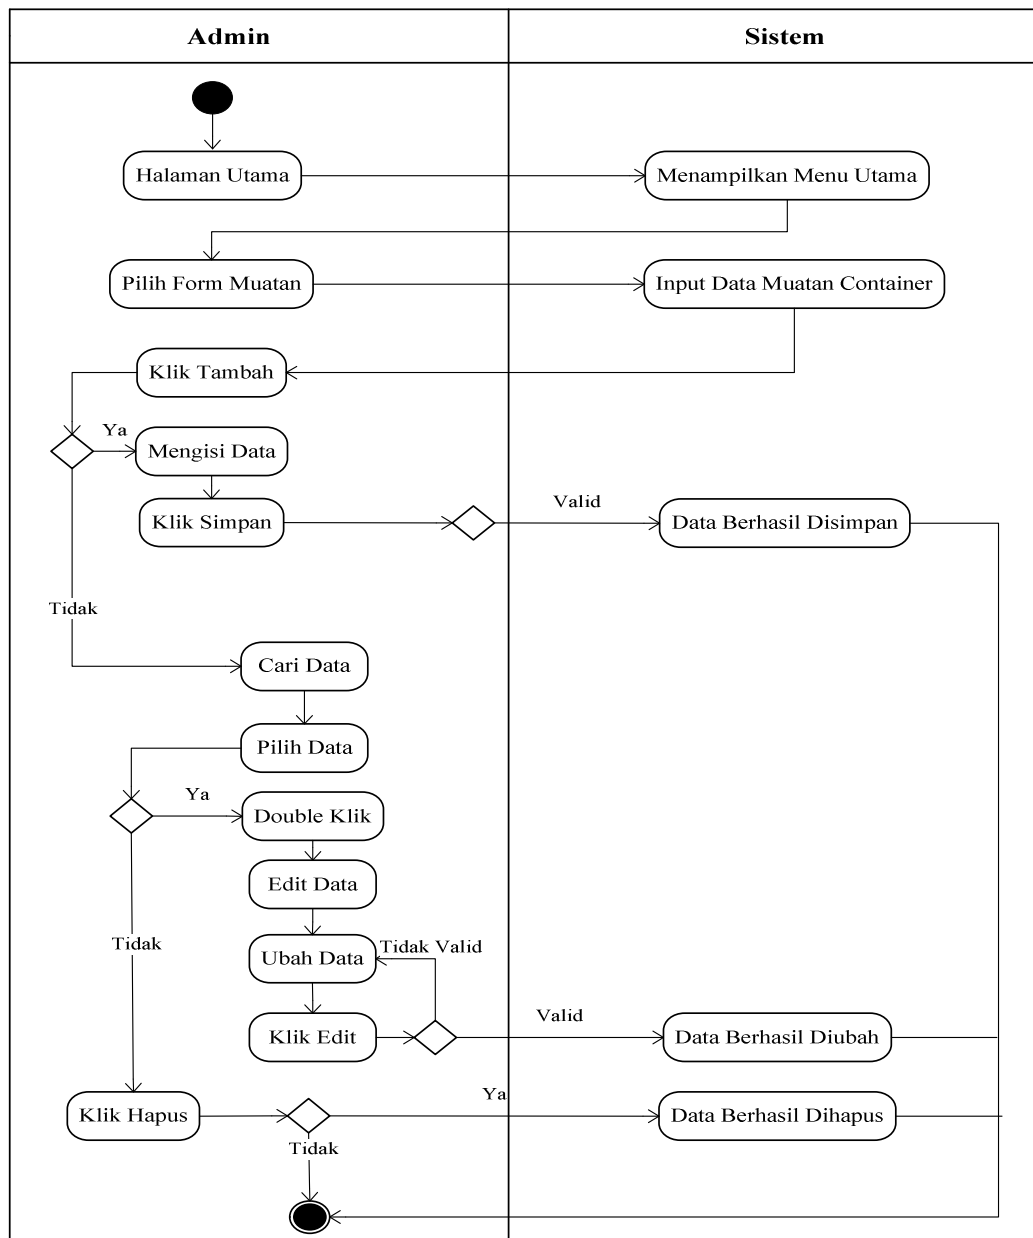 Admin
Sistem
Halaman Utama
Menampilkan Menu Utama
Pilih Form Muatan
Input Data Muatan Container
Klik Tambah
Ya
Mengisi Data
Klik Simpan
Valid
Data Berhasil Disimpan
Tidak
Cari Data
Pilih Data
Ya
Double Klik
Edit Data
Tidak
Ubah Data
Tidak Valid
Klik Edit
Valid
Data Berhasil Diubah
Klik Hapus
Ya
Data Berhasil Dihapus
Tidak